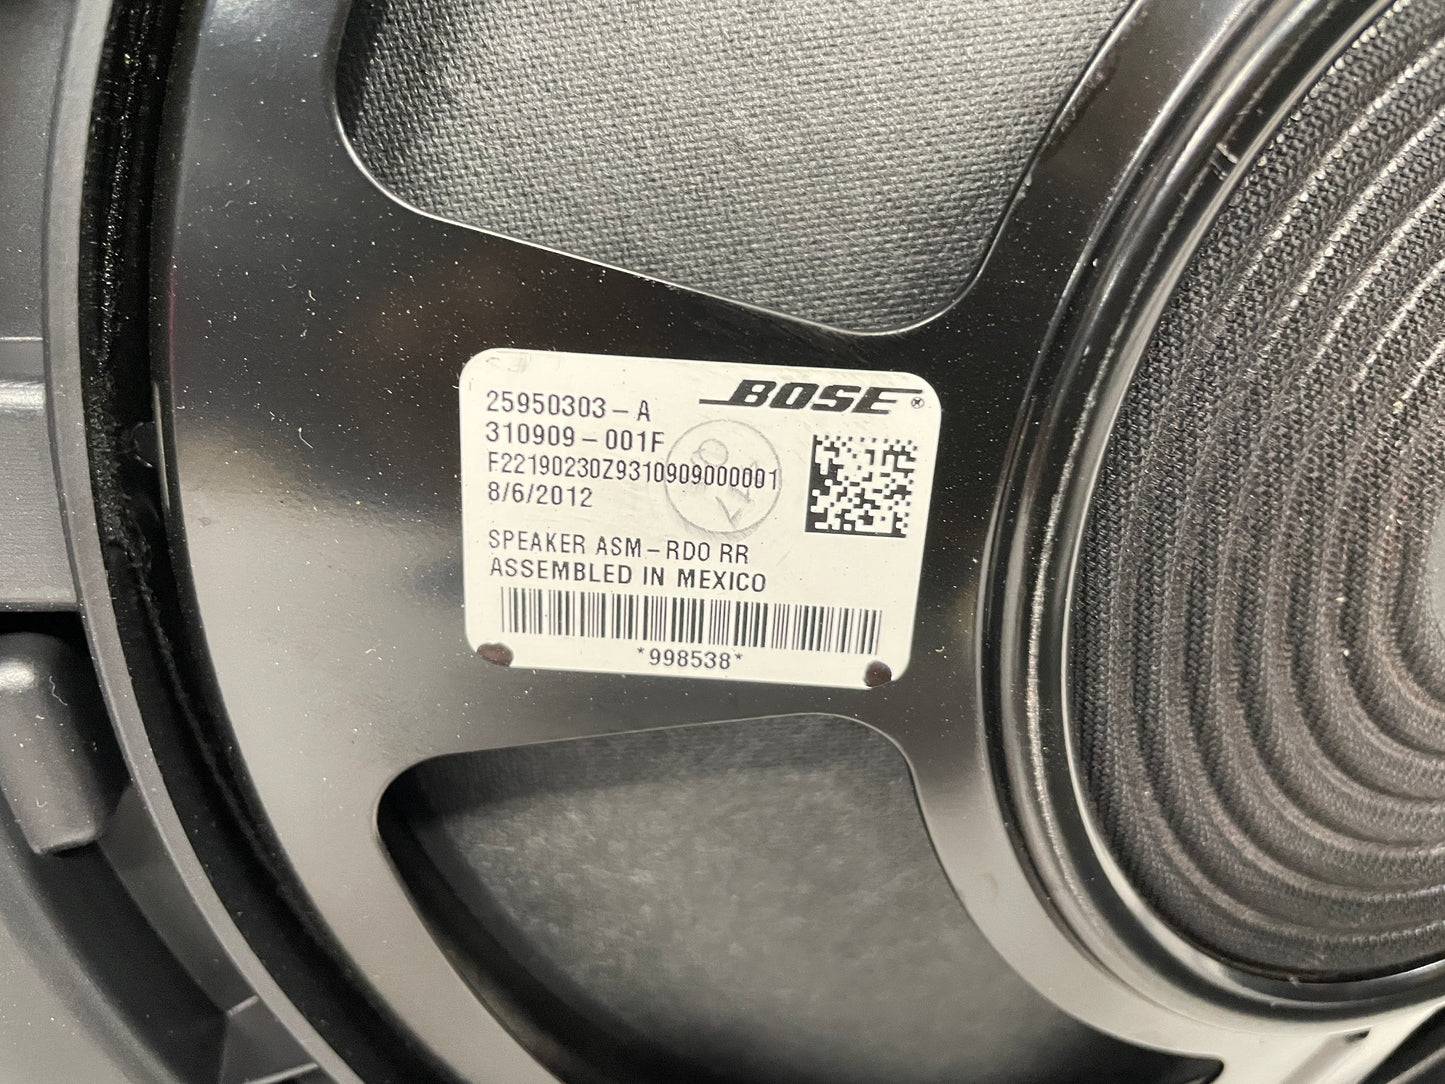 BOSE
25950303-A
310909-001F
F22190230Z9310909000001
8/6/2012
SPEAKER ASM-RDO RR
ASSEMBLED IN MEXICO
*998538*